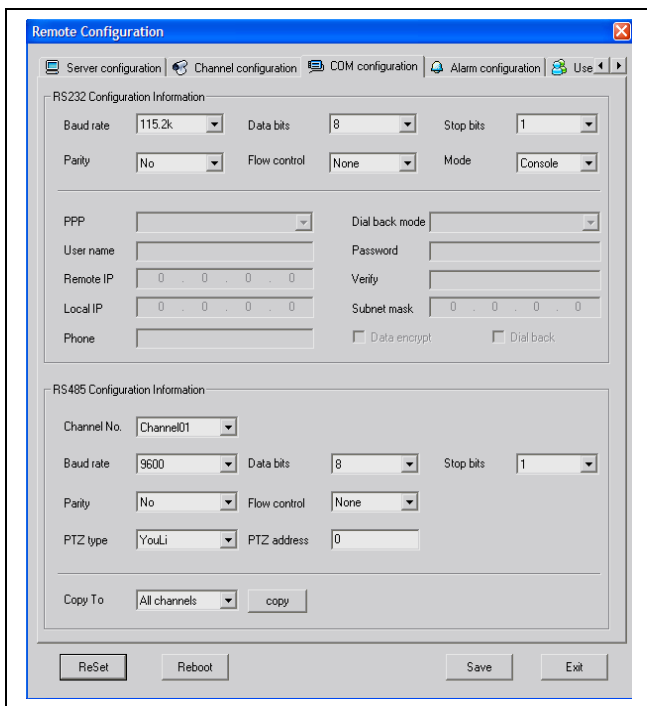 Remote Configuration
Server configuration Channel configuration COM configuration Alarm configuration Use
RS232 Configuration Information
Baud rate 115.2k Data bits 8 Stop bits 1
Parity No Flow control None Mode Console
PPP Dial back mode
User name Password
Remote IP 0 . 0 . 0 . 0 Verify
Local IP 0 . 0 . 0 . 0 Subnet mask 0 . 0 . 0 . 0
Phone Data encrypt Dial back
RS485 Configuration Information
Channel No. Channel01
Baud rate 9600 Data bits 8 Stop bits 1
Parity No Flow control None
PTZ type YouLi PTZ address 0
Copy To All channels copy
ReSet Reboot Save Exit